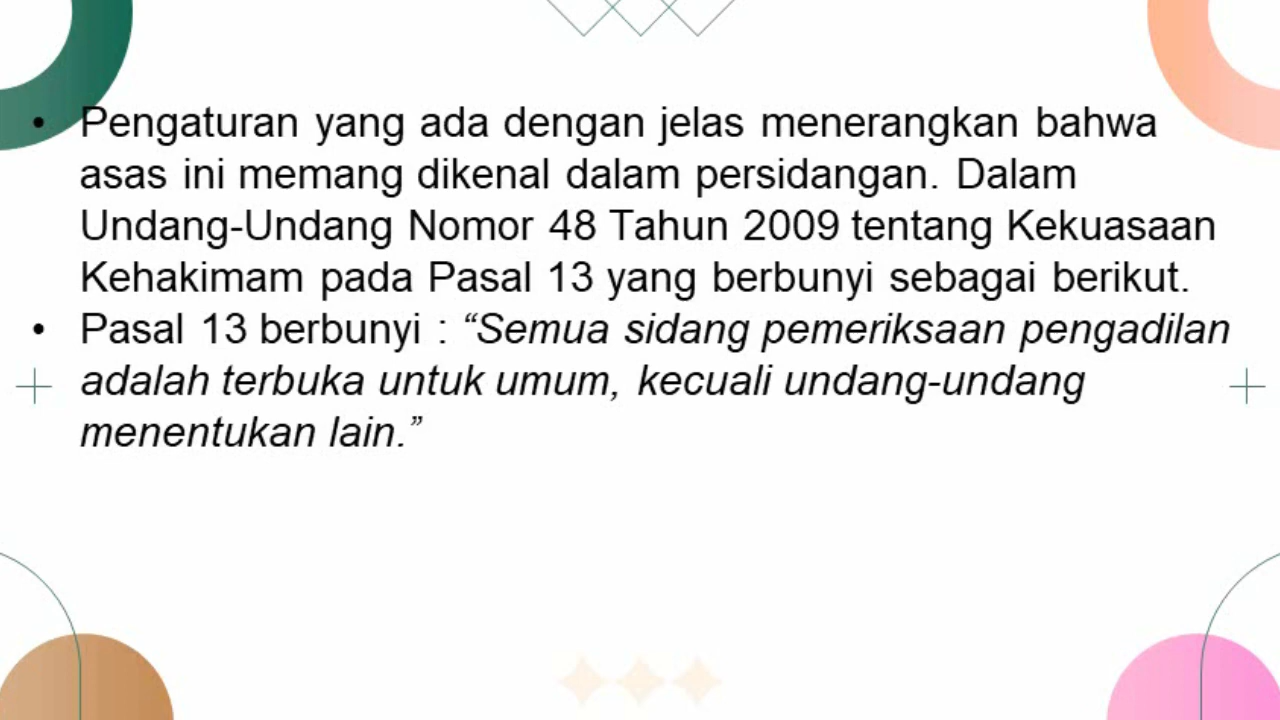 • Pengaturan yang ada dengan jelas menerangkan bahwa
asas ini memang dikenal dalam persidangan. Dalam
Undang-Undang Nomor 48 Tahun 2009 tentang Kekuasaan
Kehakimam pada Pasal 13 yang berbunyi sebagai berikut.
• Pasal 13 berbunyi : “Semua sidang pemeriksaan pengadilan
adalah terbuka untuk umum, kecuali undang-undang
menentukan lain.”